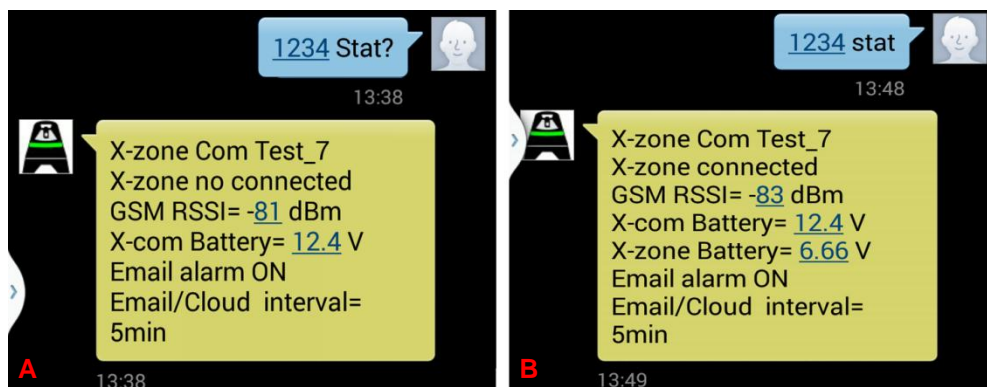 1234 Stat?
13:38
X-zone Com Test_7
X-zone no connected
GSM RSSI= -81 dBm
X-com Battery= 12.4 V
Email alarm ON
Email/Cloud  interval=
5min
A
13:38
1234 stat
13:48
X-zone Com Test_7
X-zone connected
GSM RSSI= -83 dBm
X-com Battery= 12.4 V
X-zone Battery= 6.66 V
Email alarm ON
Email/Cloud  interval=
5min
B
13:49